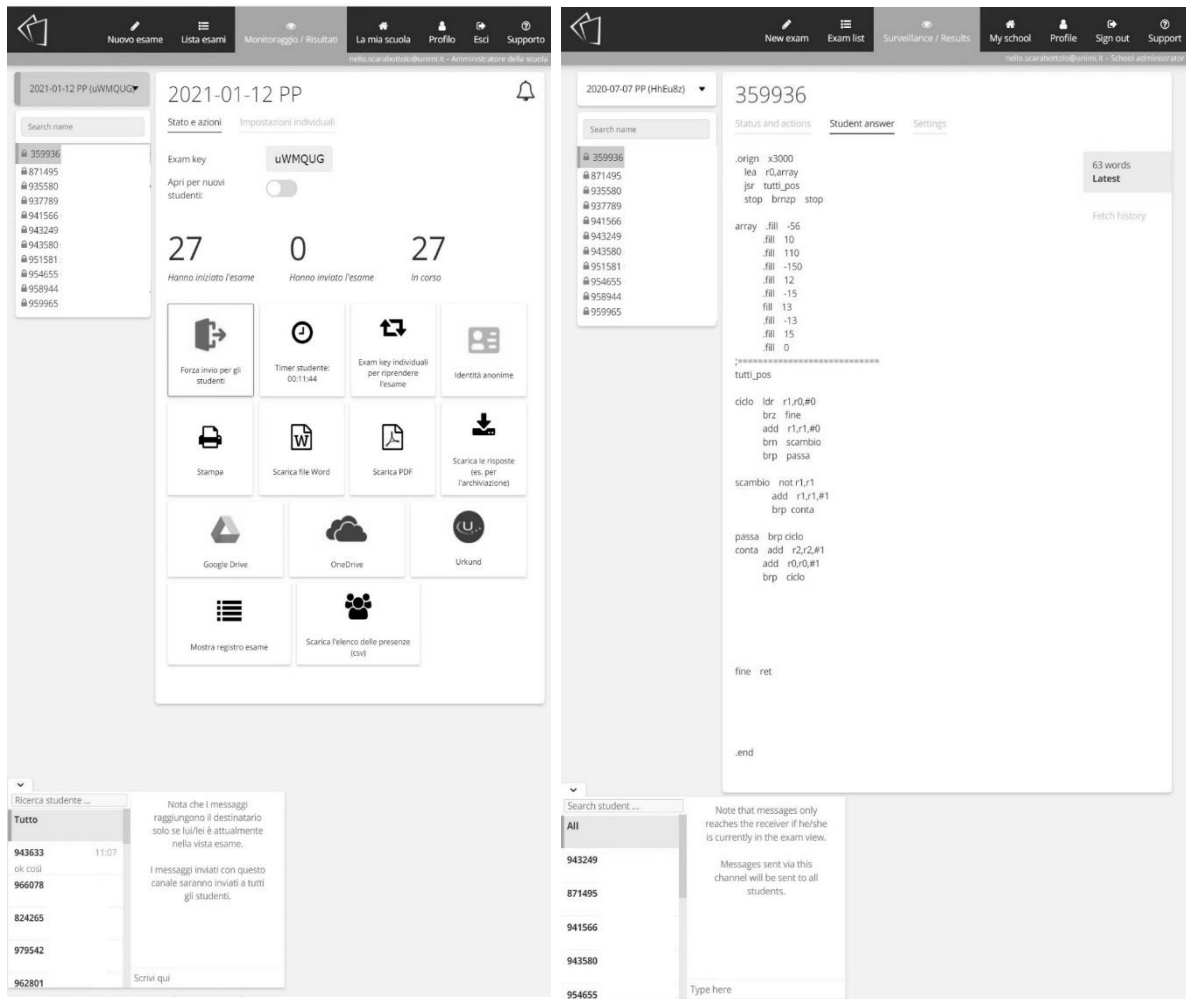 Nuovo esame
Lista esami
Monitoraggio / Risultati
La mia scuola
Profilo
Esci
Supporto
nello.scarabottolo@unimi.it - Amministratore della scuola
2021-01-12 PP (uWMQUG)
Search name
359936
871495
935580
937789
941566
943249
943580
951581
954655
958944
959965
2021-01-12 PP
Stato e azioni
Impostazioni individuali
Exam key
uWMQUG
Apri per nuovi
studenti:
27
0
27
Hanno iniziato l'esame
Hanno inviato l'esame
In corso
Forza invio per gli
studenti
Timer studente:
00:11:44
Exam key individuali
per riprendere
l'esame
Identità anonime
Stampa
Scarica file Word
Scarica PDF
Scarica le risposte
(es. per
l'archiviazione)
Google Drive
OneDrive
Urkund
Mostra registro esame
Scarica l'elenco delle presenze
(csv)
Ricerca studente ...
Tutto
943633 11:07
ok così
966078
824265
979542
962801
Nota che i messaggi
raggiungono il destinatario
solo se lui/lei è attualmente
nella vista esame.
I messaggi inviati con questo
canale saranno inviati a tutti
gli studenti.
Scrivi qui
New exam
Exam list
Surveillance / Results
My school
Profile
Sign out
Support
nello.scarabottolo@unimi.it - School administrator
2020-07-07 PP (HhEu8z)
Search name
359936
871495
935580
937789
941566
943249
943580
951581
954655
958944
959965
359936
Status and actions
Student answer
Settings
.orign x3000
lea r0,array
jsr tutti_pos
stop brnzp stop
array .fill -56
.fill 10
.fill 110
.fill -150
.fill 12
.fill -15
fill 13
.fill -13
.fill 15
.fill 0
;============================
tutti_pos
ciclo ldr r1,r0,#0
brz fine
add r1,r1,#0
brn scambio
brp passa
scambio not r1,r1
add r1,r1,#1
brp conta
passa brp ciclo
conta add r2,r2,#1
add r0,r0,#1
brp ciclo
fine ret
.end
63 words
Latest
Fetch history
Search student ...
All
943249
871495
941566
943580
954655
Note that messages only
reaches the receiver if he/she
is currently in the exam view.
Messages sent via this
channel will be sent to all
students.
Type here